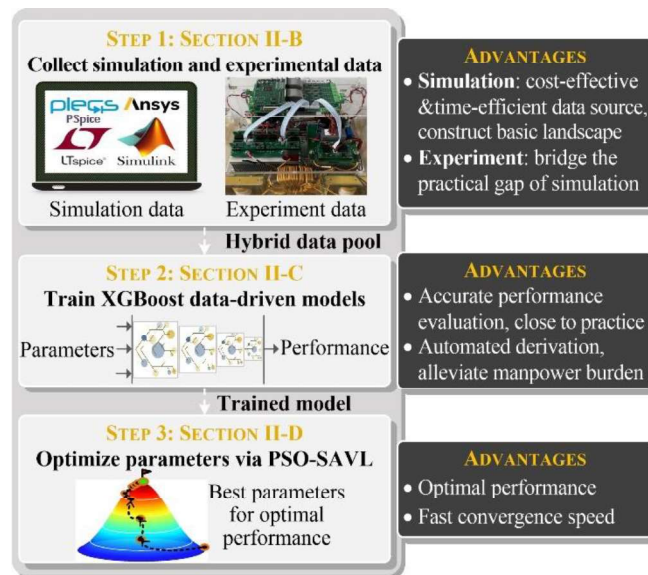 STEP 1: SECTION II-B
Collect simulation and experimental data
PLECS Ansys
PSpice
LTspice® Simulink
Simulation data Experiment data
ADVANTAGES
• Simulation: cost-effective
&time-efficient data source,
construct basic landscape
• Experiment: bridge the
practical gap of simulation
Hybrid data pool
STEP 2: SECTION II-C
Train XGBoost data-driven models
Parameters Performance
ADVANTAGES
• Accurate performance
evaluation, close to practice
• Automated derivation,
alleviate manpower burden
Trained model
STEP 3: SECTION II-D
Optimize parameters via PSO-SAVL
Best parameters
for optimal
performance
ADVANTAGES
• Optimal performance
• Fast convergence speed